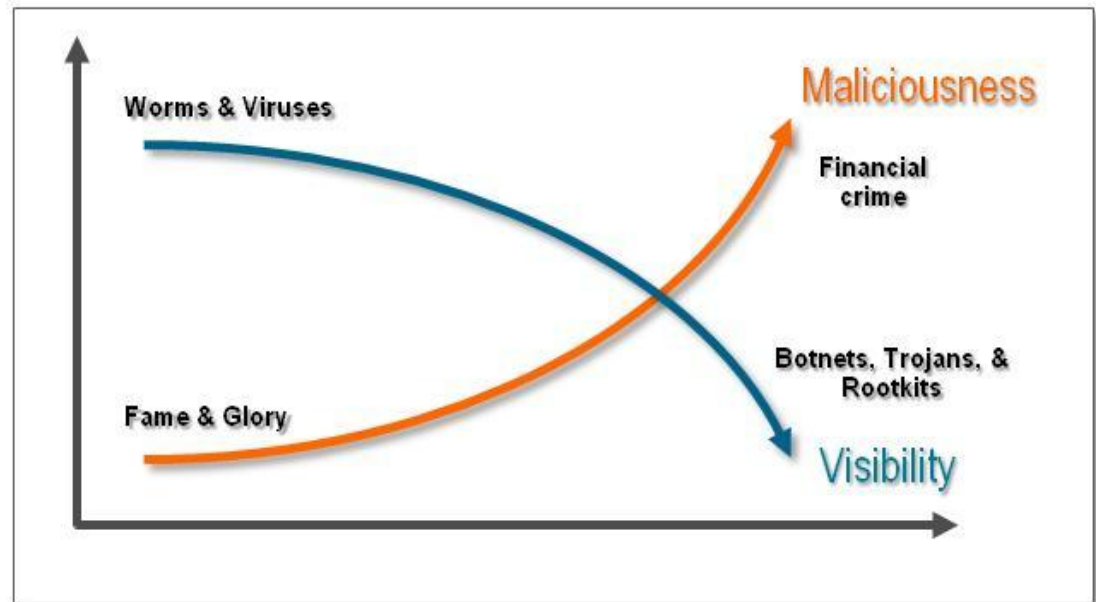 Maliciousness
Worms & Viruses
Financial
crime
Botnets, Trojans, &
Rootkits
Fame & Glory
Visibility